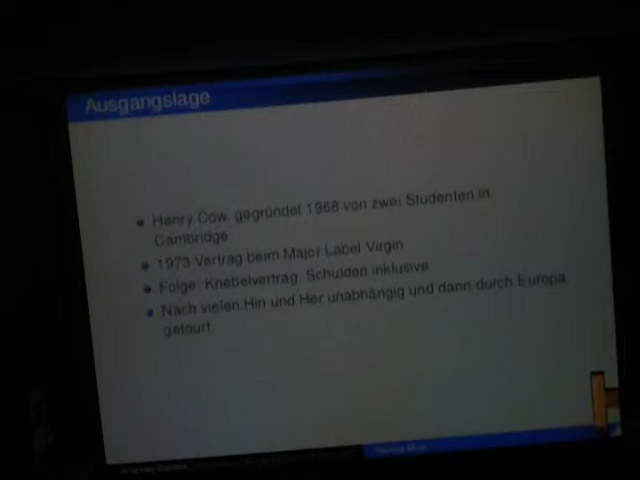 Ausgangslage
Henry Cow, gegründet 1968 von zwei Studenten in
Cambridge
1973 Vertrag beim Major Label Virgin
Folge: Knebelvertrag, Schulden inklusive
Nach vielen Hin und Her unabhängig und dann durch Europa
getourt